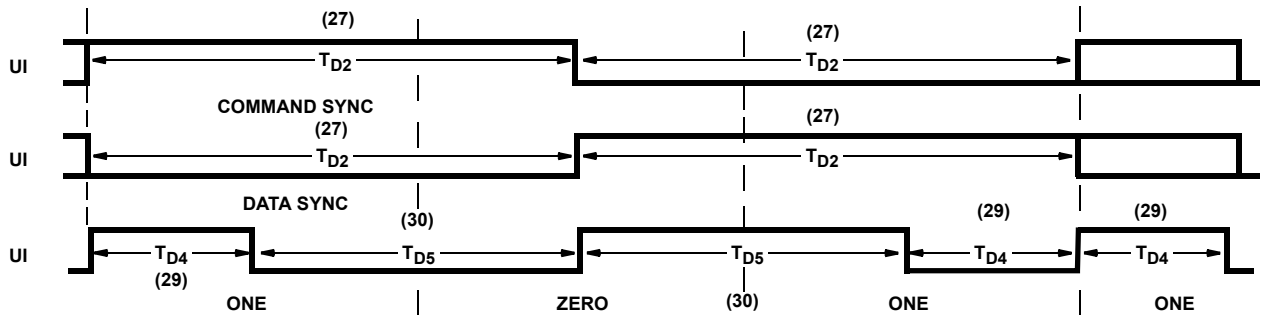 (27) (27)
UI TD2 TD2
COMMAND SYNC
(27) (27)
UI TD2 TD2
DATA SYNC
(30) (29) (29)
UI TD4 TD5 TD5 TD4 TD4
(29)
ONE ZERO (30) ONE ONE